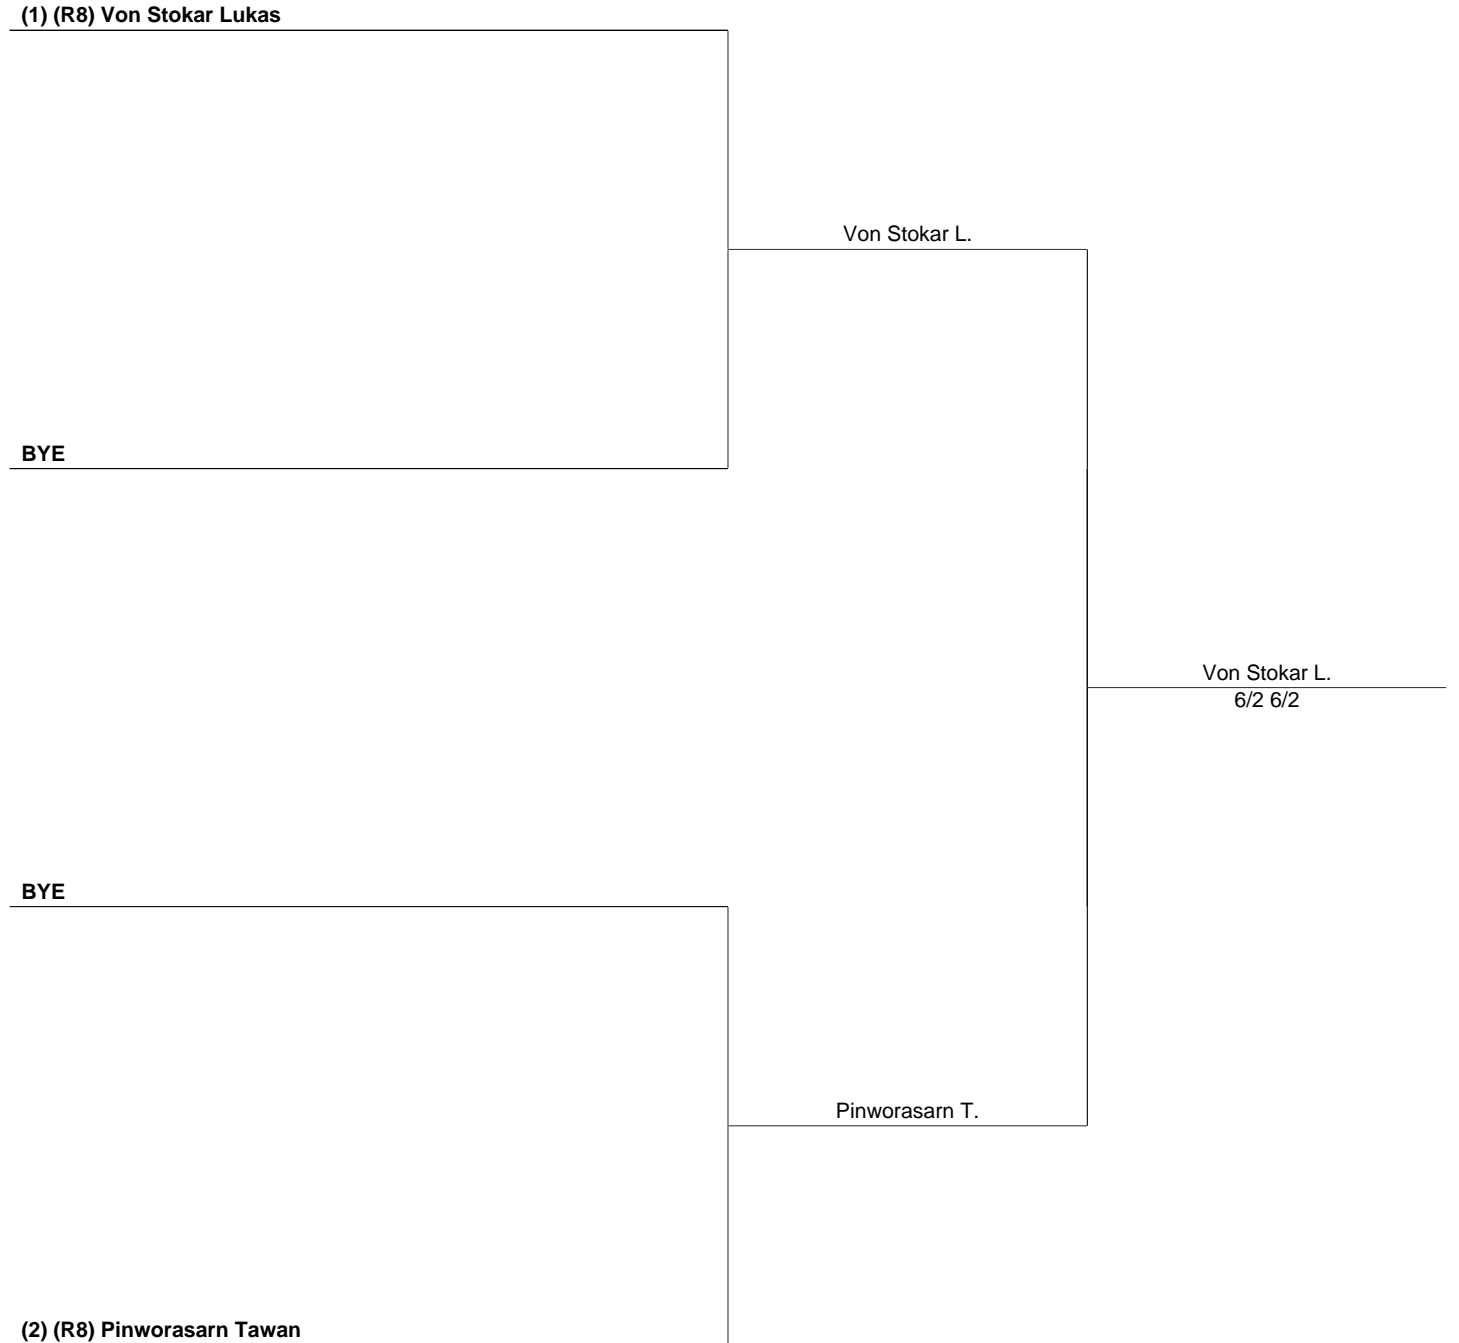 (1) (R8) Von Stokar Lukas
Von Stokar L.
BYE
Von Stokar L.
6/2 6/2
BYE
Pinworasarn T.
(2) (R8) Pinworasarn Tawan